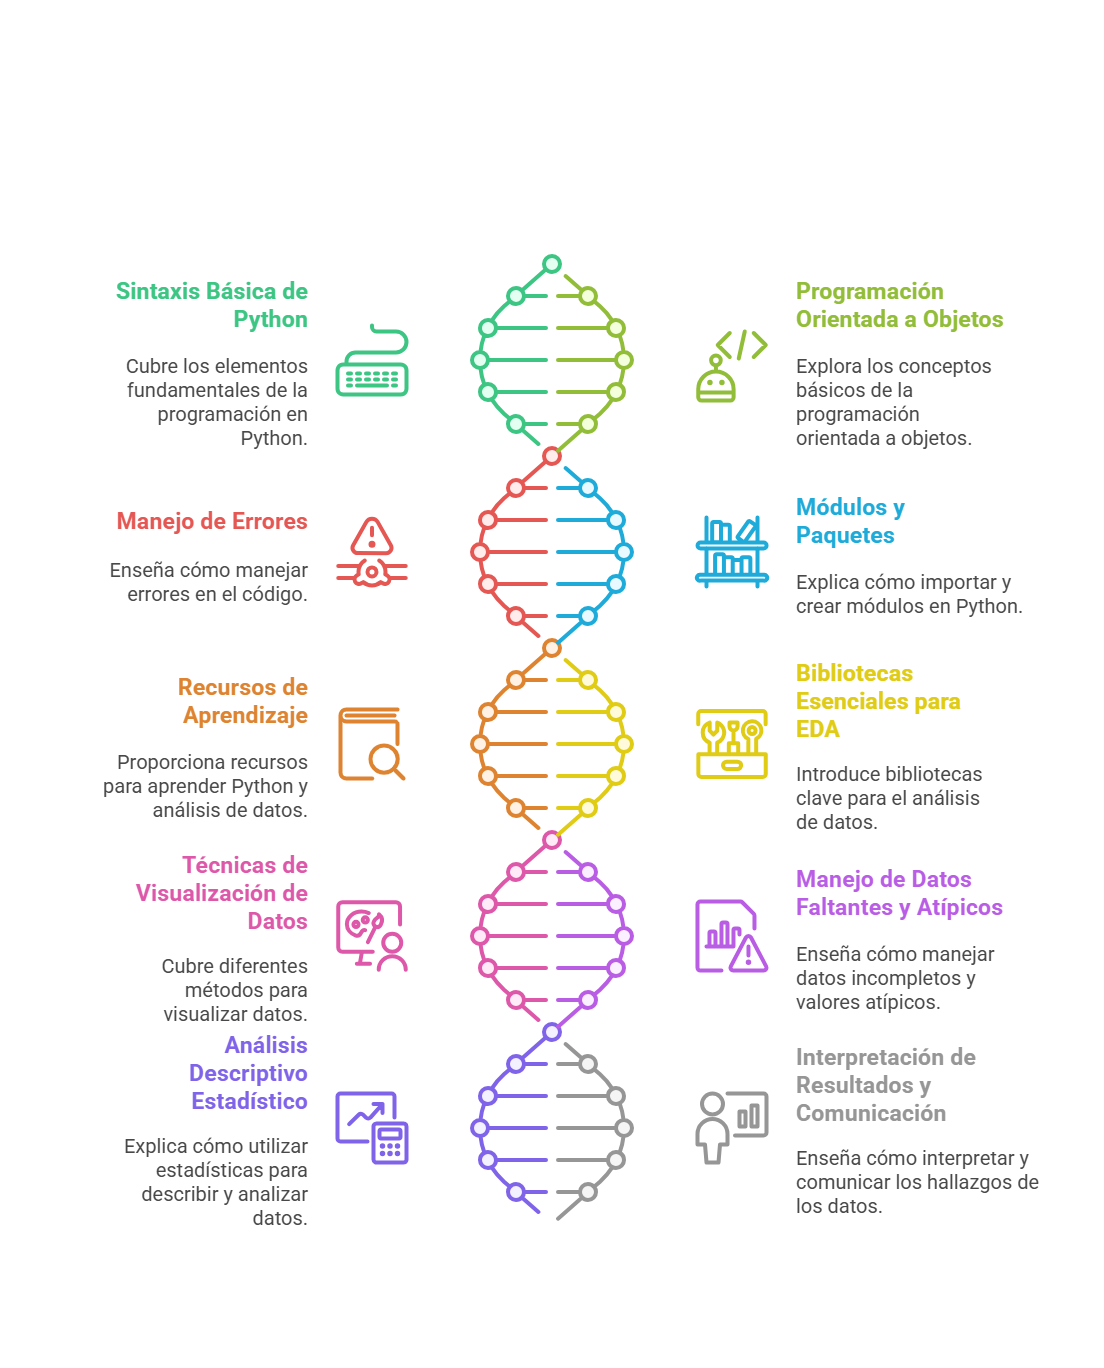 Sintaxis Básica de
Python
Cubre los elementos
fundamentales de la
programación en
Python.
Programación
Orientada a Objetos
Explora los conceptos
básicos de la
programación
orientada a objetos.
Manejo de Errores
Enseña cómo manejar
errores en el código.
Módulos y
Paquetes
Explica cómo importar y
crear módulos en Python.
Recursos de
Aprendizaje
Proporciona recursos
para aprender Python y
análisis de datos.
Bibliotecas
Esenciales para
EDA
Introduce bibliotecas
clave para el análisis
de datos.
Técnicas de
Visualización de
Datos
Cubre diferentes
métodos para
visualizar datos.
Manejo de Datos
Faltantes y Atípicos
Enseña cómo manejar
datos incompletos y
valores atípicos.
Análisis
Descriptivo
Estadístico
Explica cómo utilizar
estadísticas para
describir y analizar
datos.
Interpretación de
Resultados y
Comunicación
Enseña cómo interpretar y
comunicar los hallazgos de
los datos.